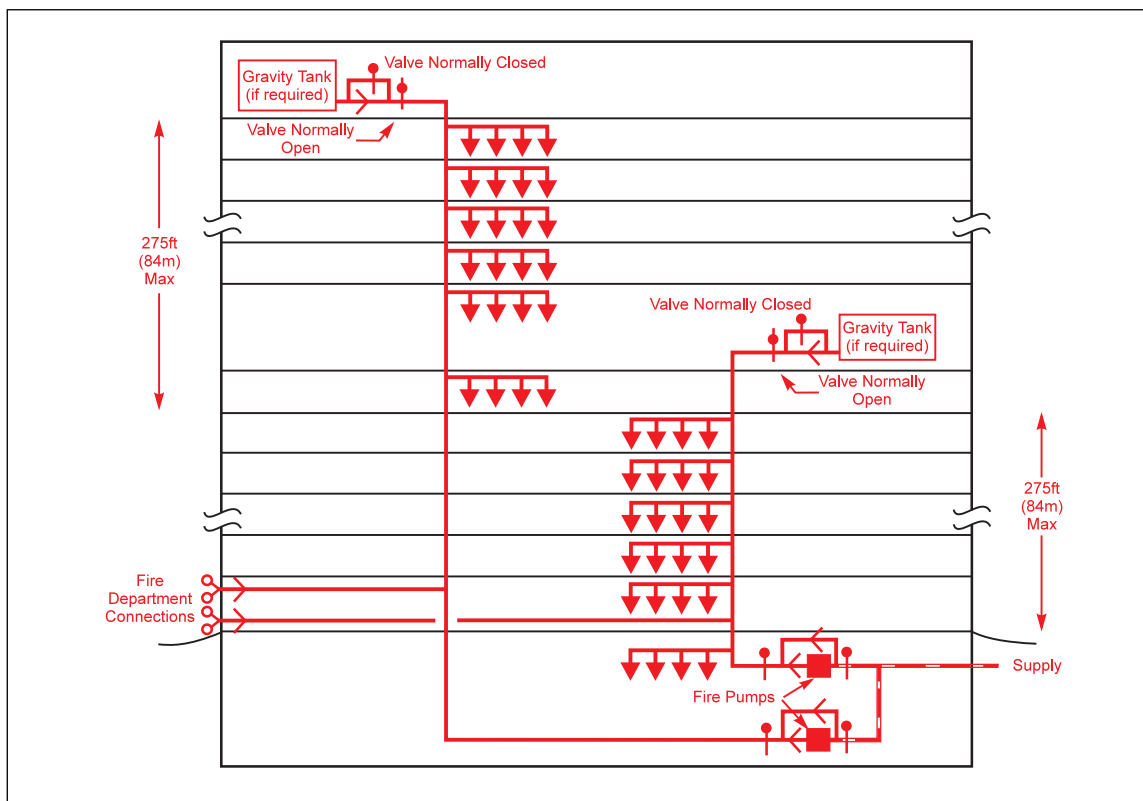 Valve Normally Closed
Gravity Tank
(if required)
Valve Normally
Open
275ft
(84m)
Max
Valve Normally Closed
Gravity Tank
(if required)
Valve Normally
Open
275ft
(84m)
Max
Fire
Department
Connections
Supply
Fire Pumps